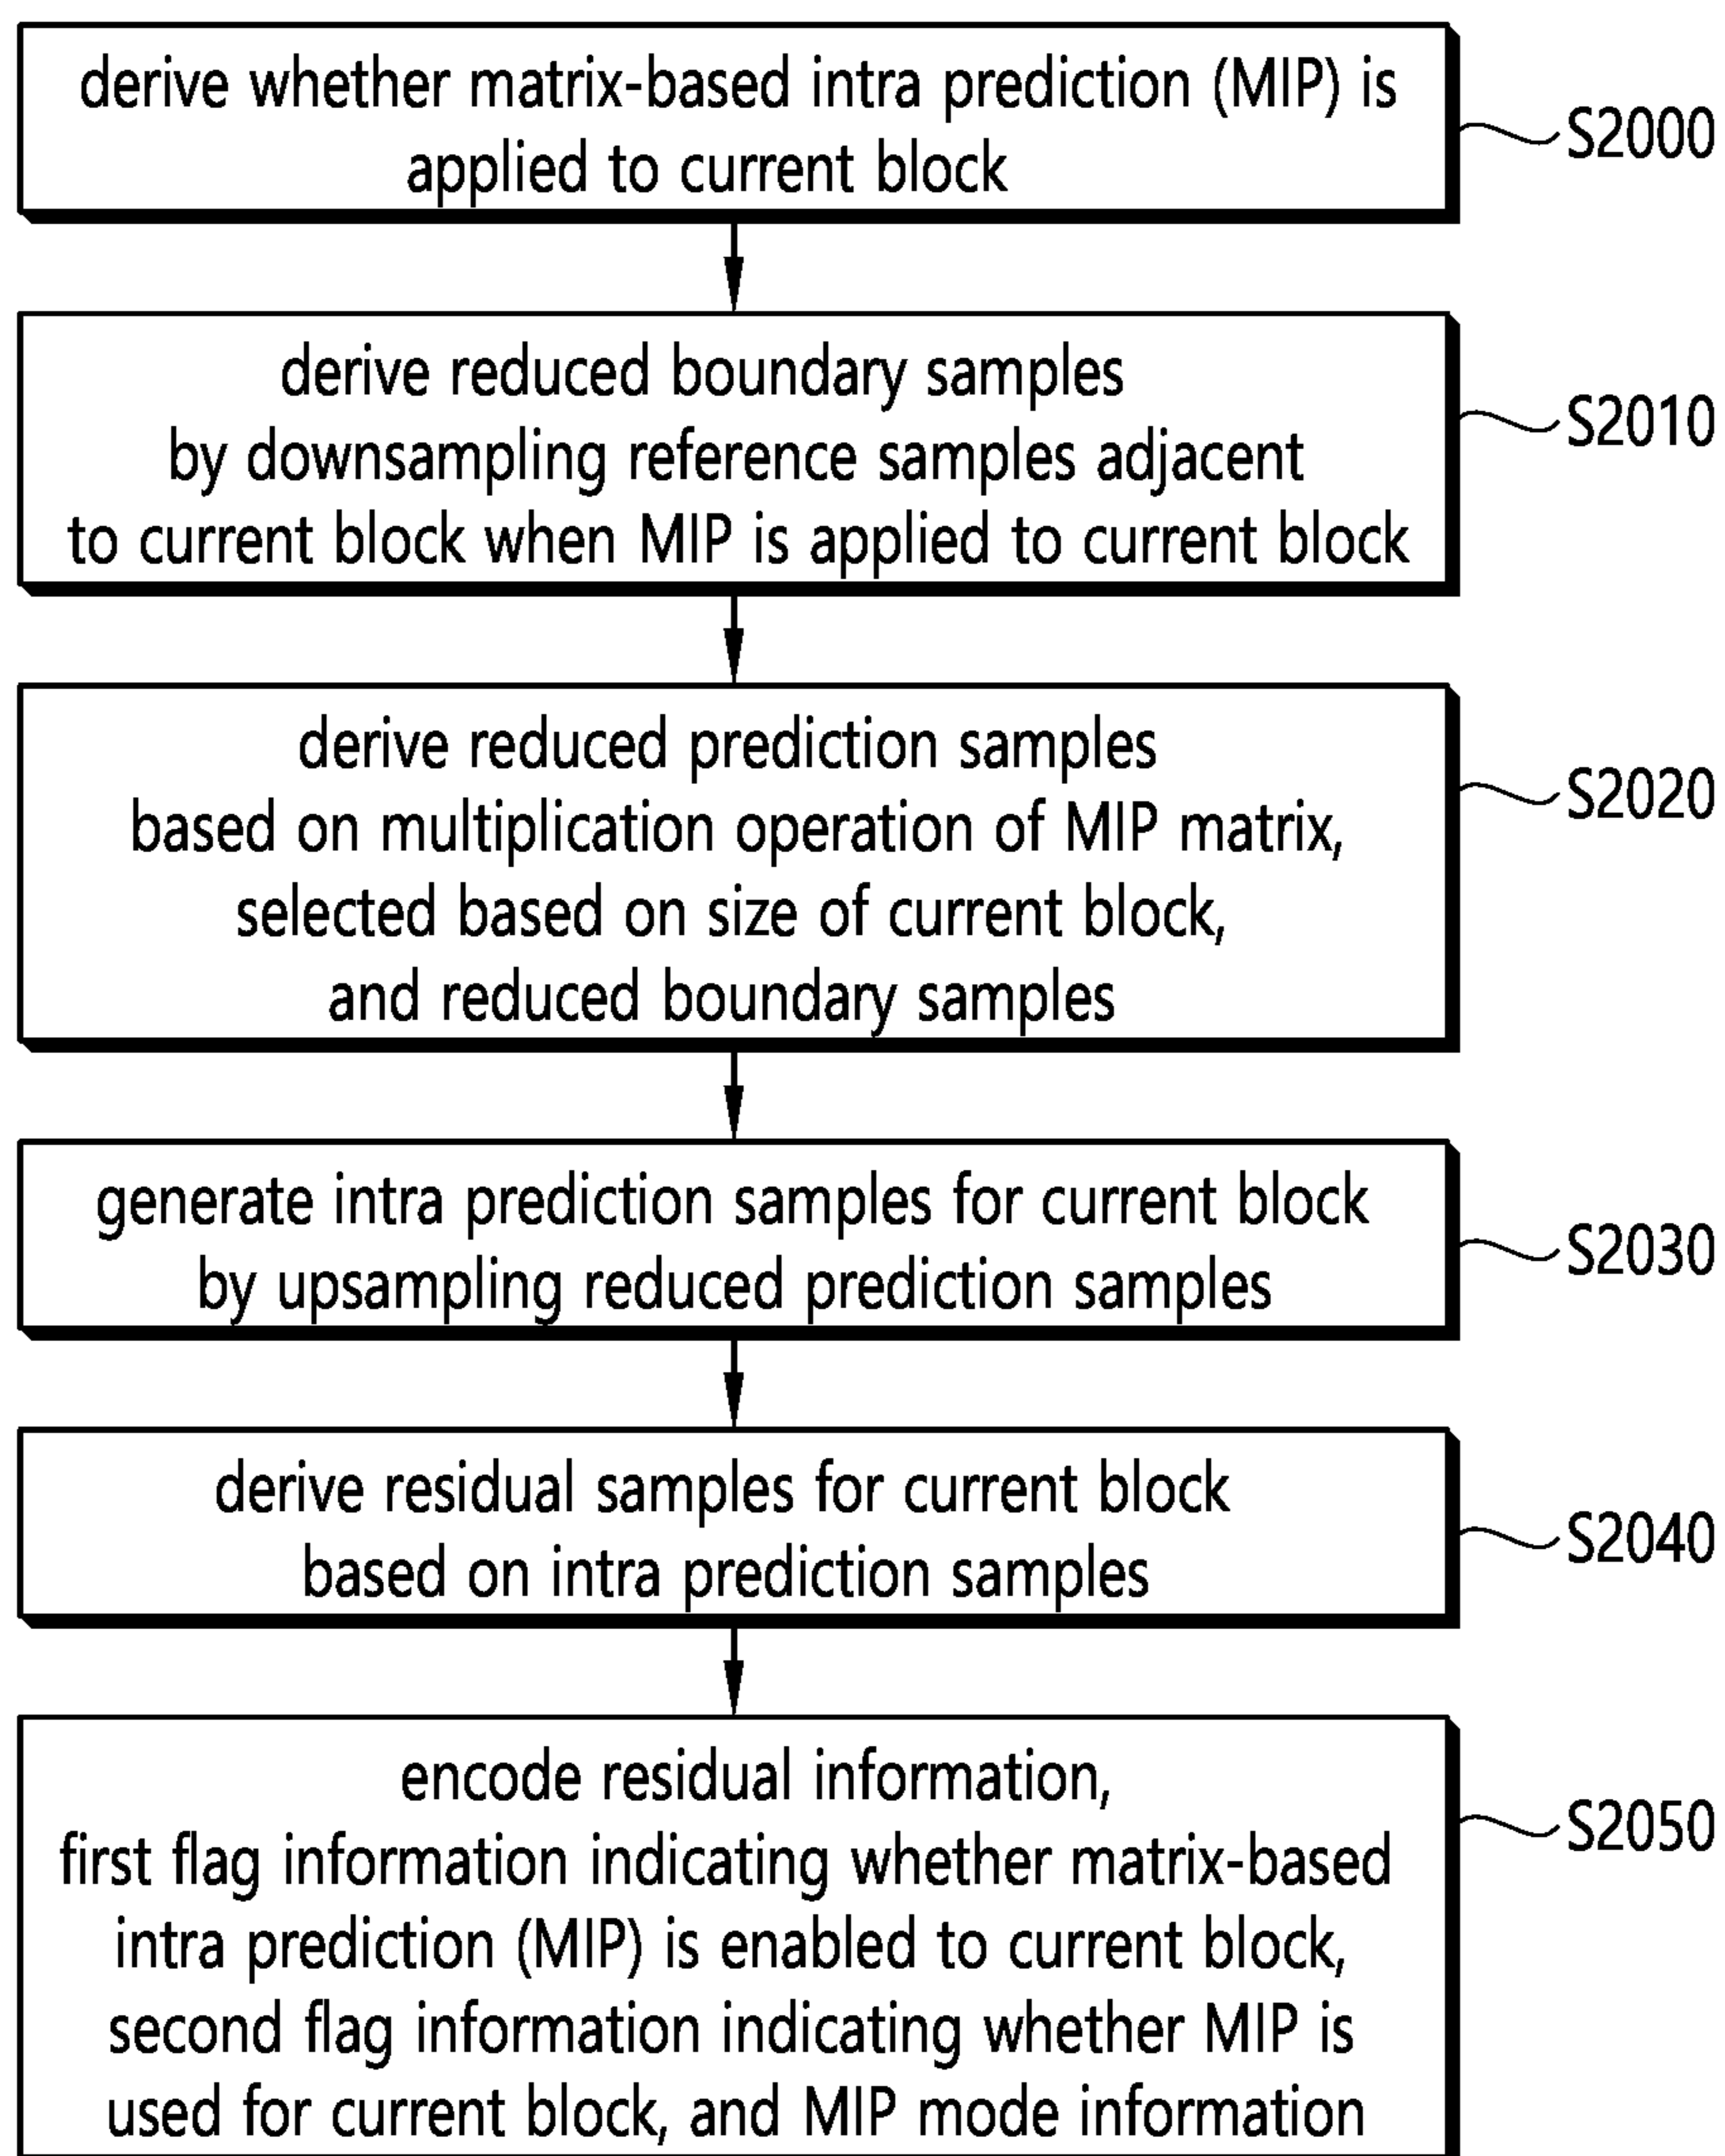 derive whether matrix-based intra prediction (MIP) is
applied to current block
S2000
derive reduced boundary samples
by downsampling reference samples adjacent
to current block when MIP is applied to current block
S2010
derive reduced prediction samples
based on multiplication operation of MIP matrix,
selected based on size of current block,
and reduced boundary samples
S2020
generate intra prediction samples for current block
by upsampling reduced prediction samples
S2030
derive residual samples for current block
based on intra prediction samples
S2040
encode residual information,
first flag information indicating whether matrix-based
intra prediction (MIP) is enabled to current block,
second flag information indicating whether MIP is
used for current block, and MIP mode information
S2050